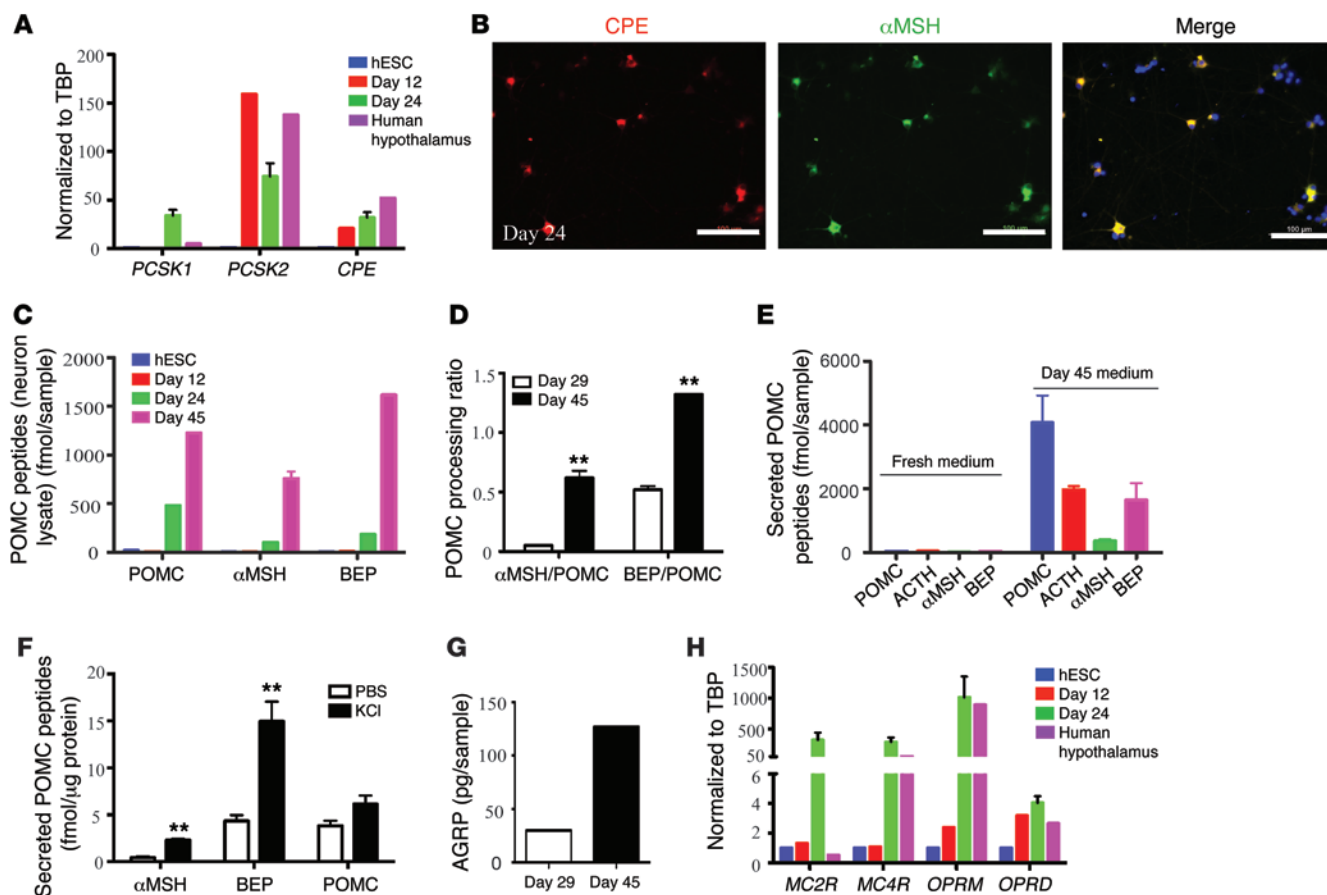 A
Normalized to TBP
200
150
100
50
0
hESC
Day 12
Day 24
Human
hypothalamus
PCSK1 PCSK2 CPE
B
CPE αMSH Merge
Day 24
100 μm
100 μm
100 μm
C
POMC peptides (neuron
lysate) (fmol/sample)
2000
1500
1000
500
0
hESC
Day 12
Day 24
Day 45
POMC αMSH BEP
D
POMC processing ratio
1.5
1.0
0.5
0
Day 29
Day 45
**
**
αMSH/POMC BEP/POMC
E
Secreted POMC
peptides (fmol/sample)
6000
4000
2000
0
Fresh medium
Day 45 medium
POMC ACTH αMSH BEP POMC ACTH αMSH BEP
F
Secreted POMC peptides
(fmol/μg protein)
20
15
10
5
0
PBS
KCl
**
**
αMSH BEP POMC
G
AGRP (pg/sample)
150
100
50
0
Day 29 Day 45
H
Normalized to TBP
1500
1000
500
50
6
4
2
0
hESC
Day 12
Day 24
Human
hypothalamus
MC2R MC4R OPRM OPRD